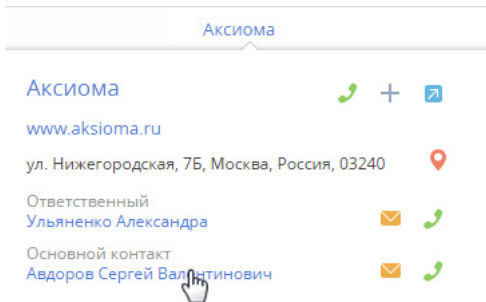 Аксиома
Аксиома
www.aksioma.ru
ул. Нижегородская, 7Б, Москва, Россия, 03240
Ответственный
Ульяненко Александра
Основной контакт
Авдоров Сергей Валентинович